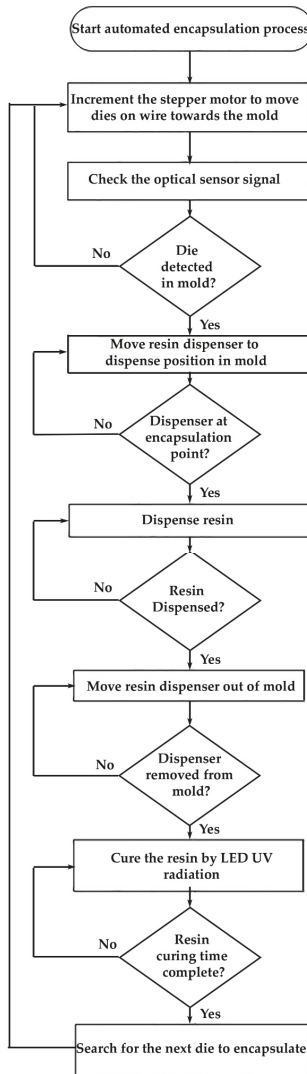 Start automated encapsulation process
Increment the stepper motor to move
dies on wire towards the mold
Check the optical sensor signal
No
Die
detected
in mold?
Yes
Move resin dispenser to
dispense position in mold
No
Dispenser at
encapsulation
point?
Yes
Dispense resin
No
Resin
Dispensed?
Yes
Move resin dispenser out of mold
No
Dispenser
removed from
mold?
Yes
Cure the resin by LED UV
radiation
No
Resin
curing time
complete?
Yes
Search for the next die to encapsulate